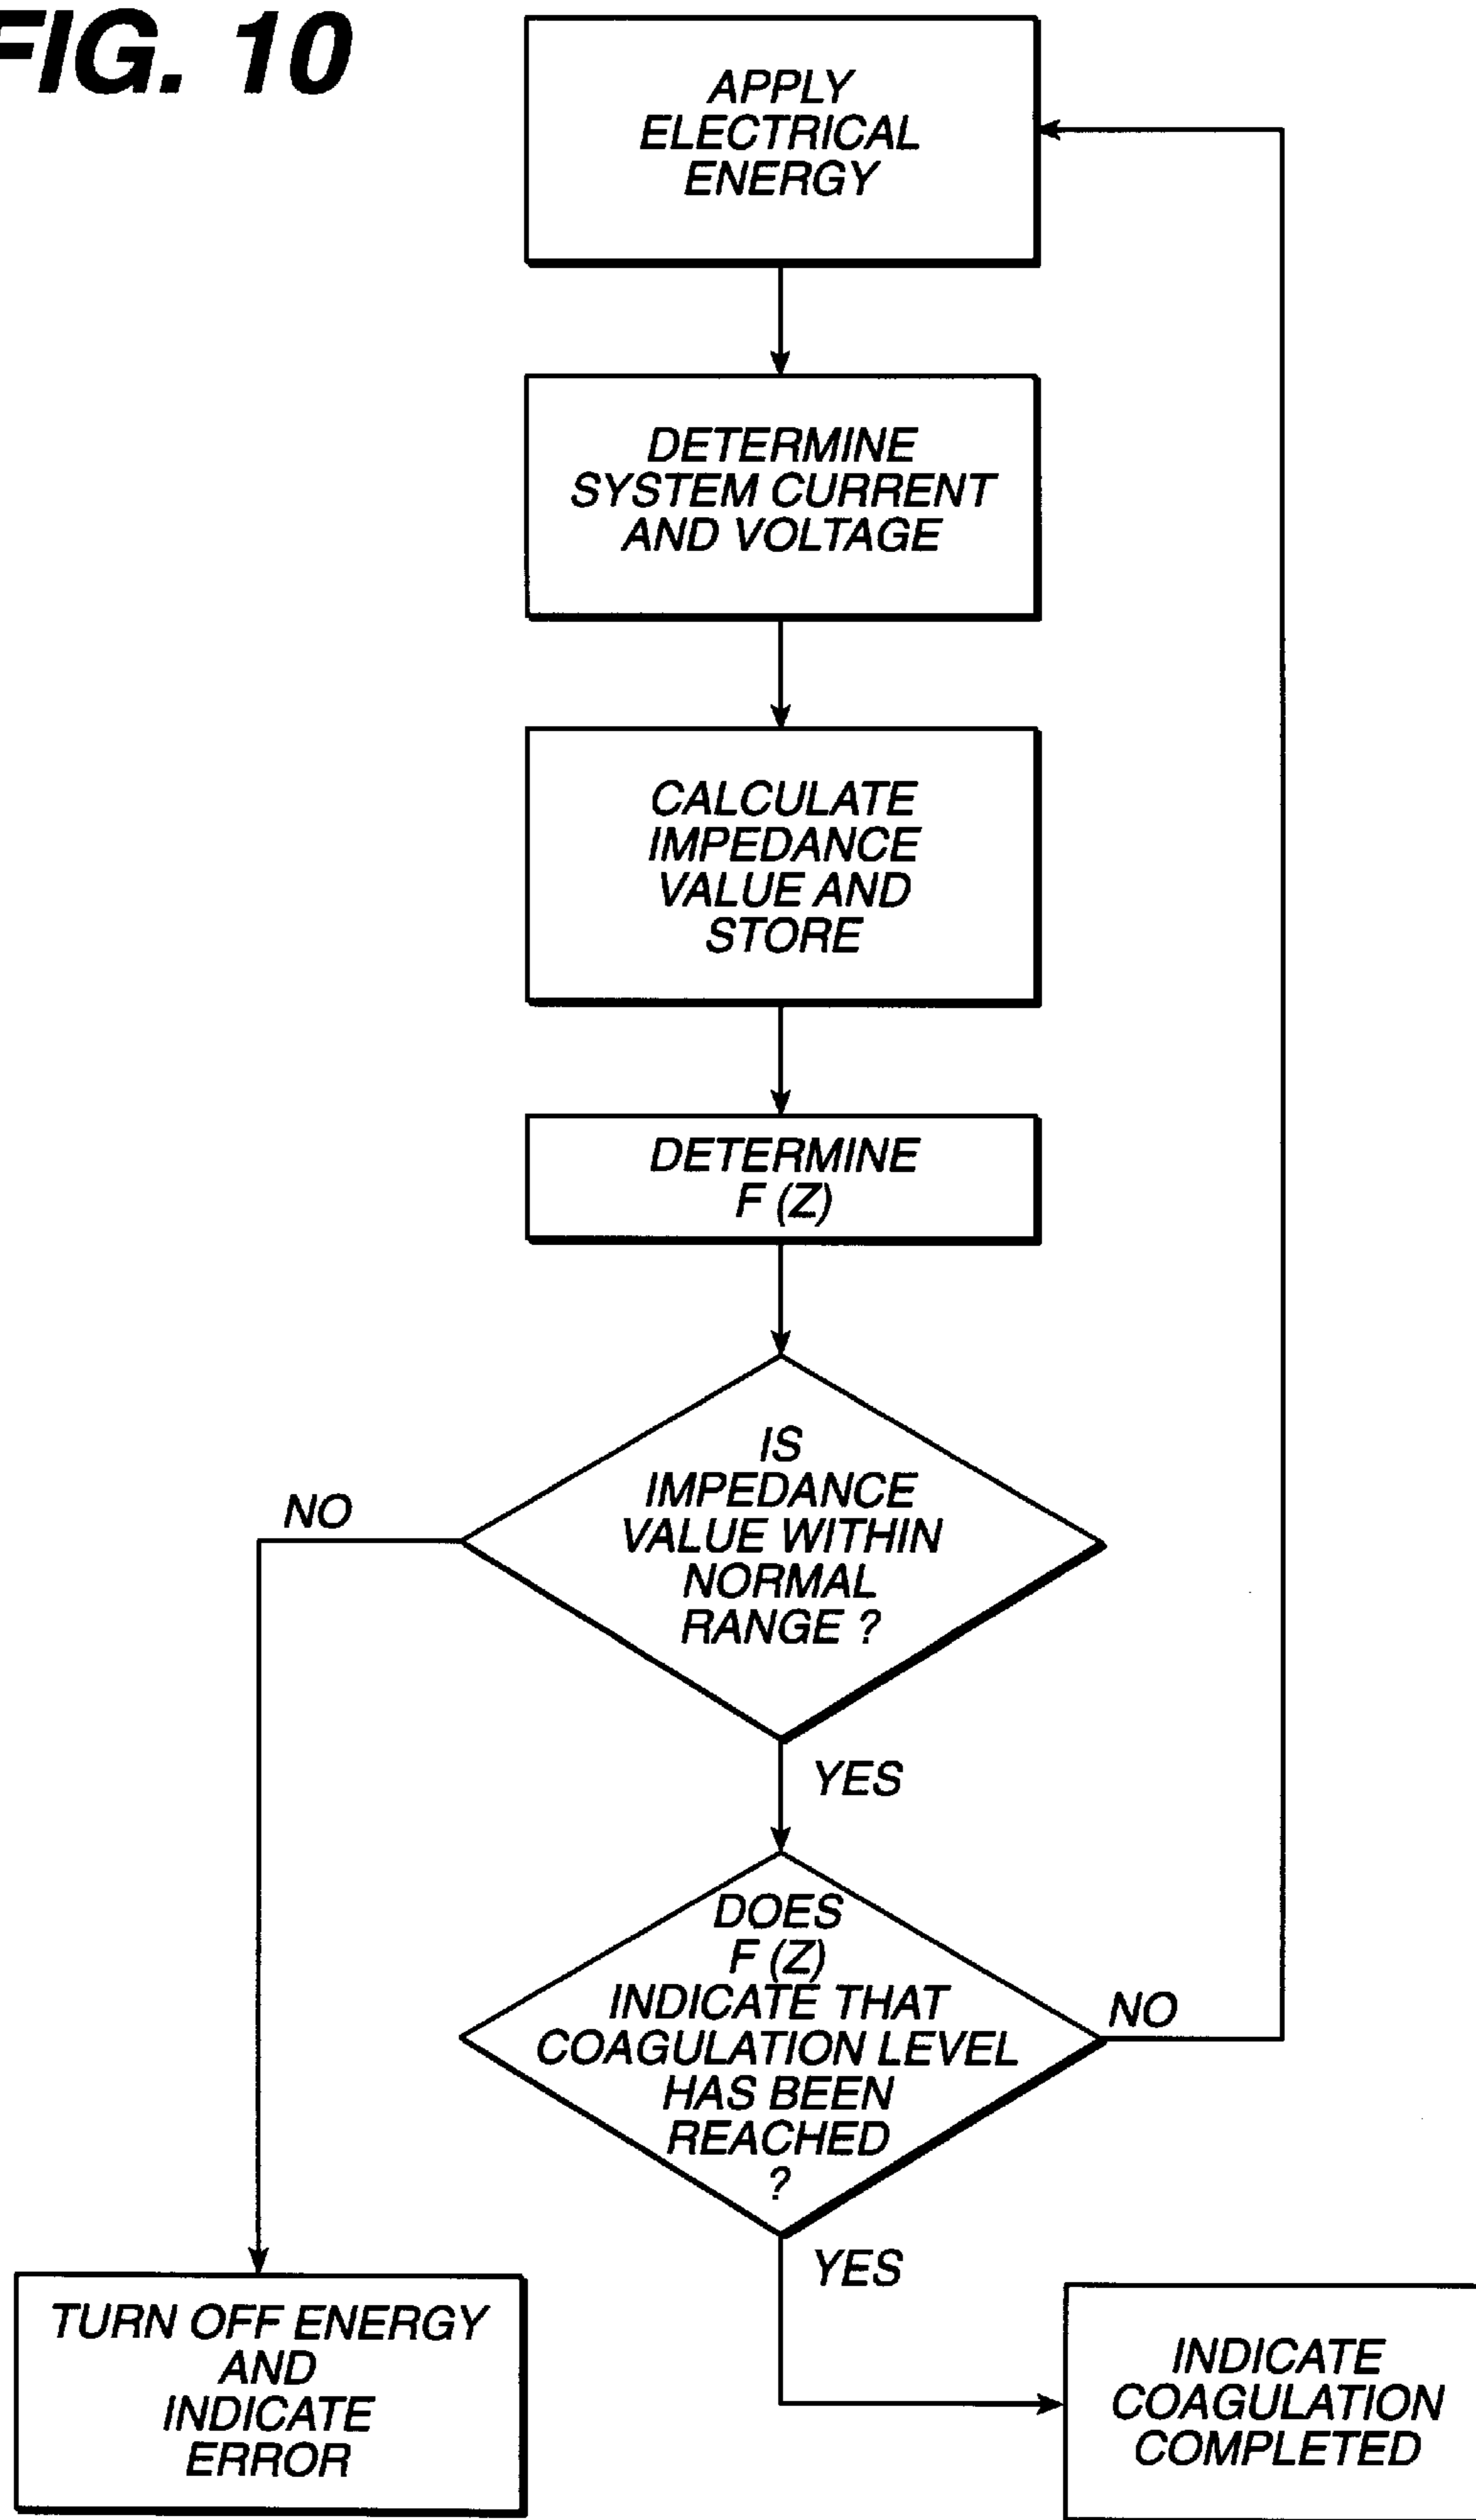 FIG. 10
APPLY
ELECTRICAL
ENERGY
DETERMINE
SYSTEM CURRENT
AND VOLTAGE
CALCULATE
IMPEDANCE
VALUE AND
STORE
DETERMINE
F (Z)
IS
IMPEDANCE
VALUE WITHIN
NORMAL
RANGE ?
NO
YES
DOES
F (Z)
INDICATE THAT
COAGULATION LEVEL
HAS BEEN
REACHED
?
NO
YES
TURN OFF ENERGY
AND
INDICATE
ERROR
INDICATE
COAGULATION
COMPLETED